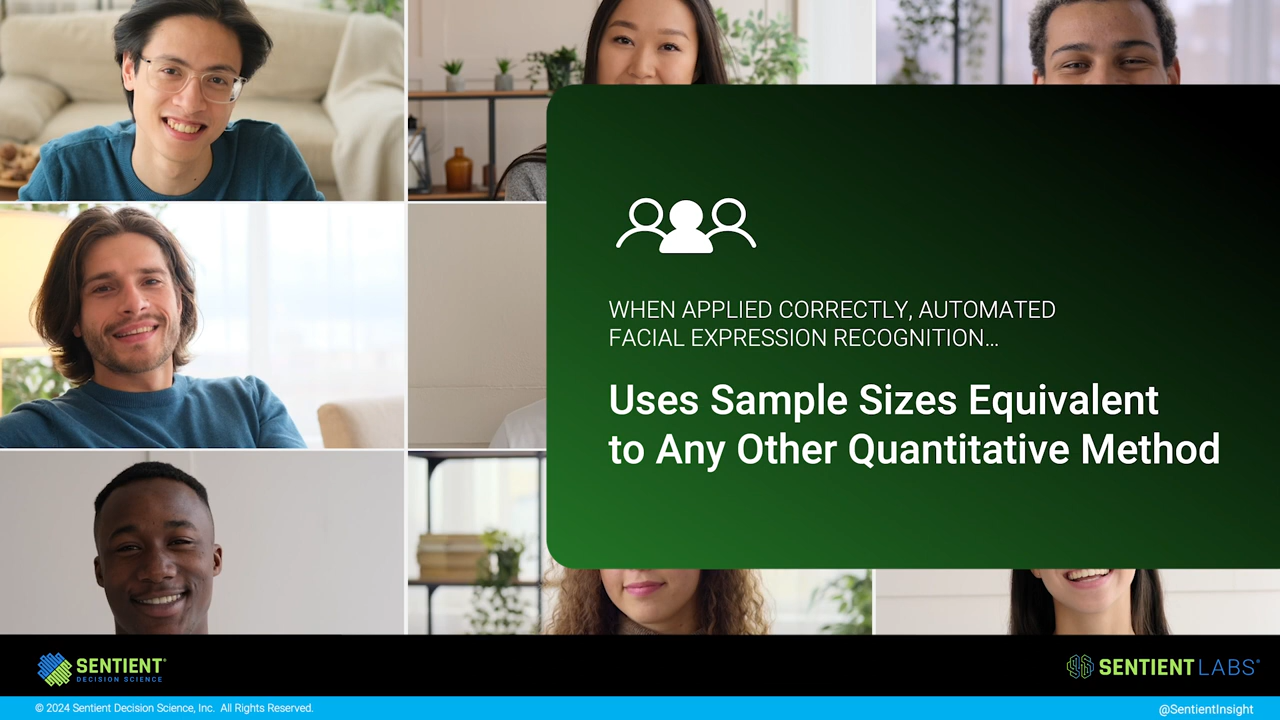 WHEN APPLIED CORRECTLY, AUTOMATED
FACIAL EXPRESSION RECOGNITION...
Uses Sample Sizes Equivalent
to Any Other Quantitative Method
SENTIENT®
DECISION SCIENCE
SENTIENT LABS®
© 2024 Sentient Decision Science, Inc. All Rights Reserved.
@SentientInsight